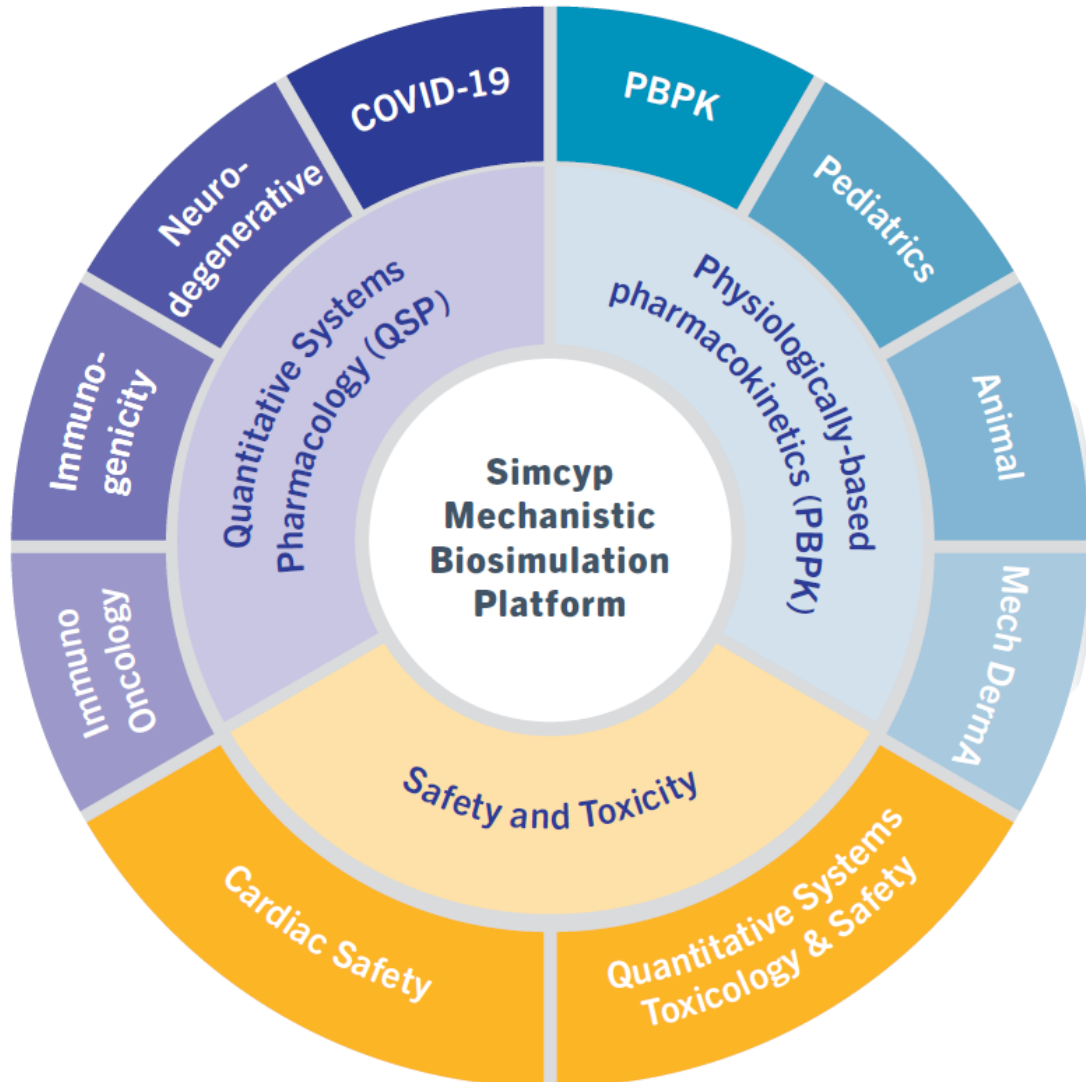 COVID-19
PBPK
Neuro-
degenerative
Pediatrics
Immuno-
genicity
Animal
Immuno
Oncology
Mech DermA
Quantitative Systems
Pharmacology (QSP)
Physiologically-based
pharmacokinetics (PBPK)
Simcyp
Mechanistic
Biosimulation
Platform
Safety and Toxicity
Cardiac Safety
Quantitative Systems
Toxicology & Safety